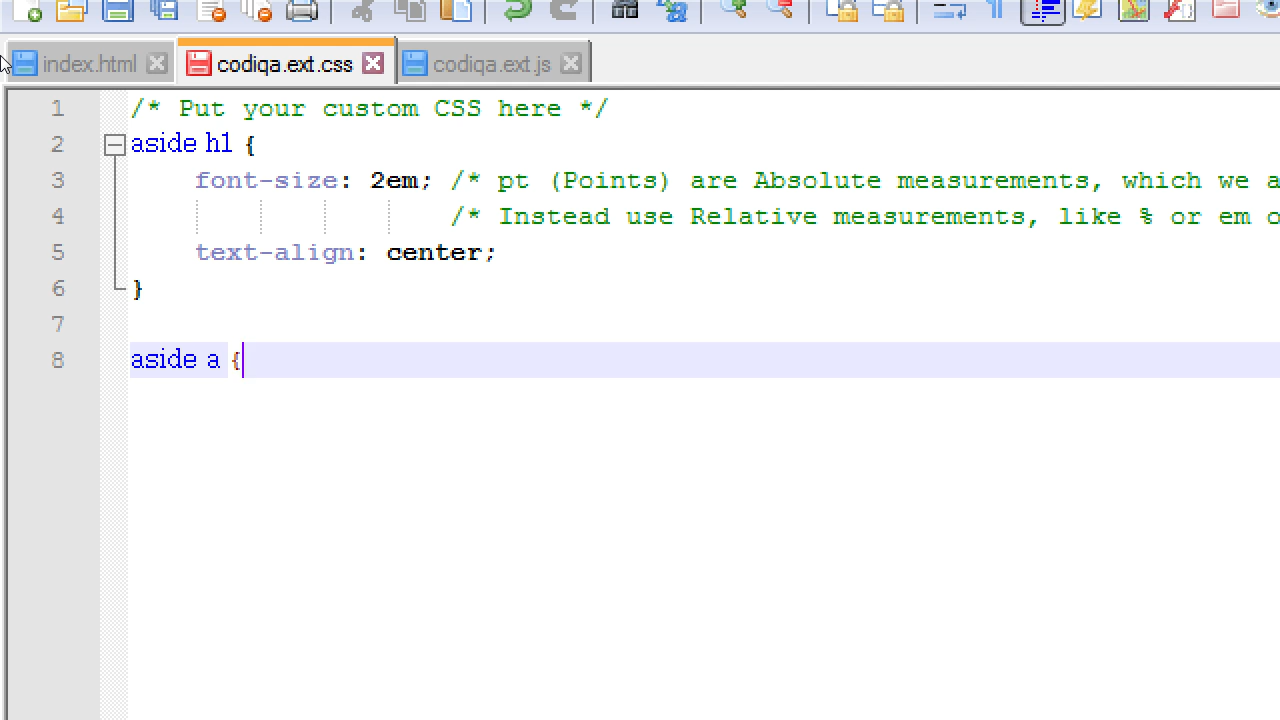 index.html codiqa.ext.css codiqa.ext.js
1 /* Put your custom CSS here */
2 aside h1 {
3 font-size: 2em; /* pt (Points) are Absolute measurements, which we a
4 /* Instead use Relative measurements, like % or em o
5 text-align: center;
6 }
7
8 aside a {